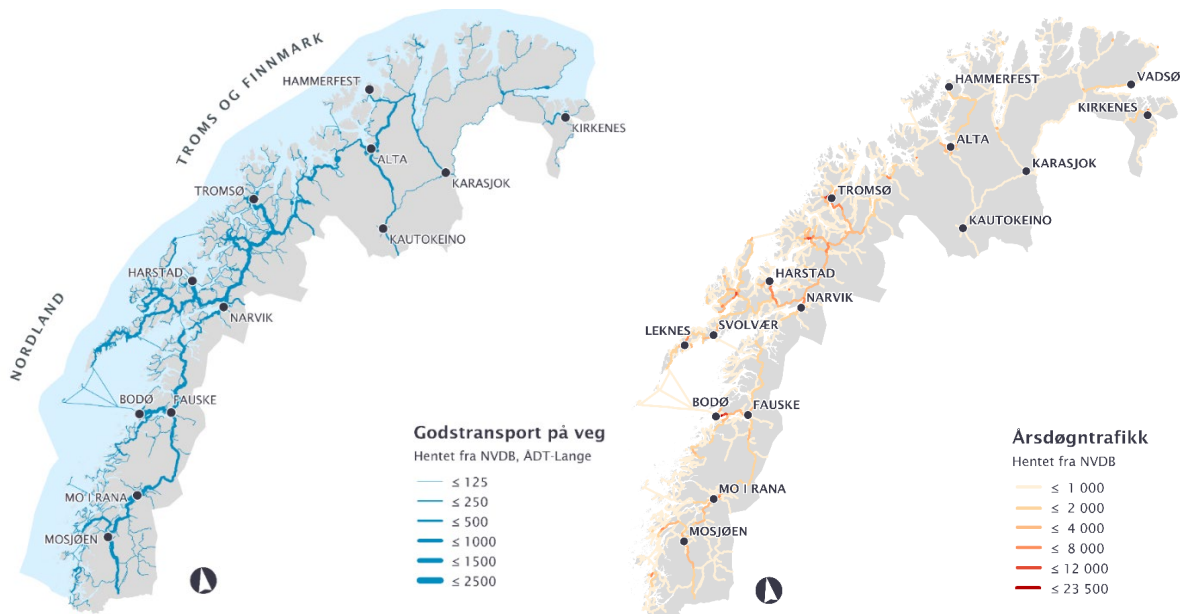 TROMS OG FINNMARK
NORDLAND
HAMMERFEST
KIRKENES
ALTA
KARASJOK
TROMSØ
KAUTOKEINO
HARSTAD
NARVIK
BODØ
FAUSKE
MO I RANA
MOSJØEN
Godstransport på veg
Hentet fra NVDB, ÅDT-Lange
≤ 125
≤ 250
≤ 500
≤ 1000
≤ 1500
≤ 2500
HAMMERFEST
VADSØ
KIRKENES
ALTA
KARASJOK
TROMSØ
KAUTOKEINO
HARSTAD
NARVIK
SVOLVÆR
LEKNES
BODØ
FAUSKE
MO I RANA
MOSJØEN
Årsdøgntrafikk
Hentet fra NVDB
≤ 1 000
≤ 2 000
≤ 4 000
≤ 8 000
≤ 12 000
≤ 23 500